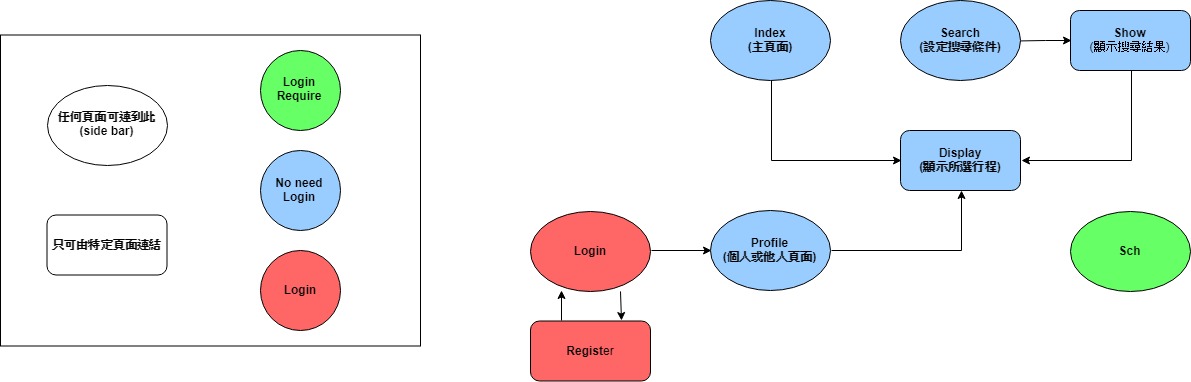 任何頁面可達到此
(side bar)
只可由特定頁面連結
Login
Require
No need
Login
Login
Index
(主頁面)
Search
(設定搜尋條件)
Show
(顯示搜尋結果)
Display
(顯示所選行程)
Login
Profile
(個人或他人頁面)
Sch
Register